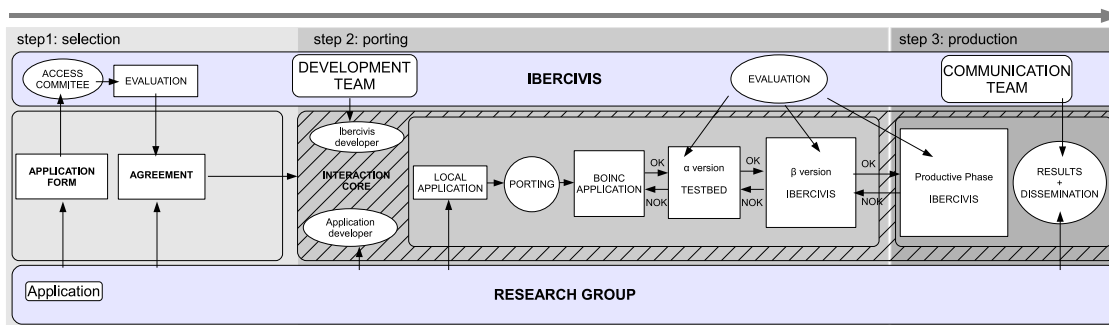 step1: selection
step 2: porting
step 3: production
ACCESS
COMMITEE
EVALUATION
DEVELOPMENT
TEAM
IBERCIVIS
EVALUATION
COMMUNICATION
TEAM
APPLICATION
FORM
AGREEMENT
Ibercivis
developer
INTERACTION
CORE
Application
developer
LOCAL
APPLICATION
PORTING
BOINC
APPLICATION
OK
NOK
α version
TESTBED
OK
NOK
β version
IBERCIVIS
OK
NOK
Productive Phase
IBERCIVIS
RESULTS
+
DISSEMINATION
Application
RESEARCH GROUP